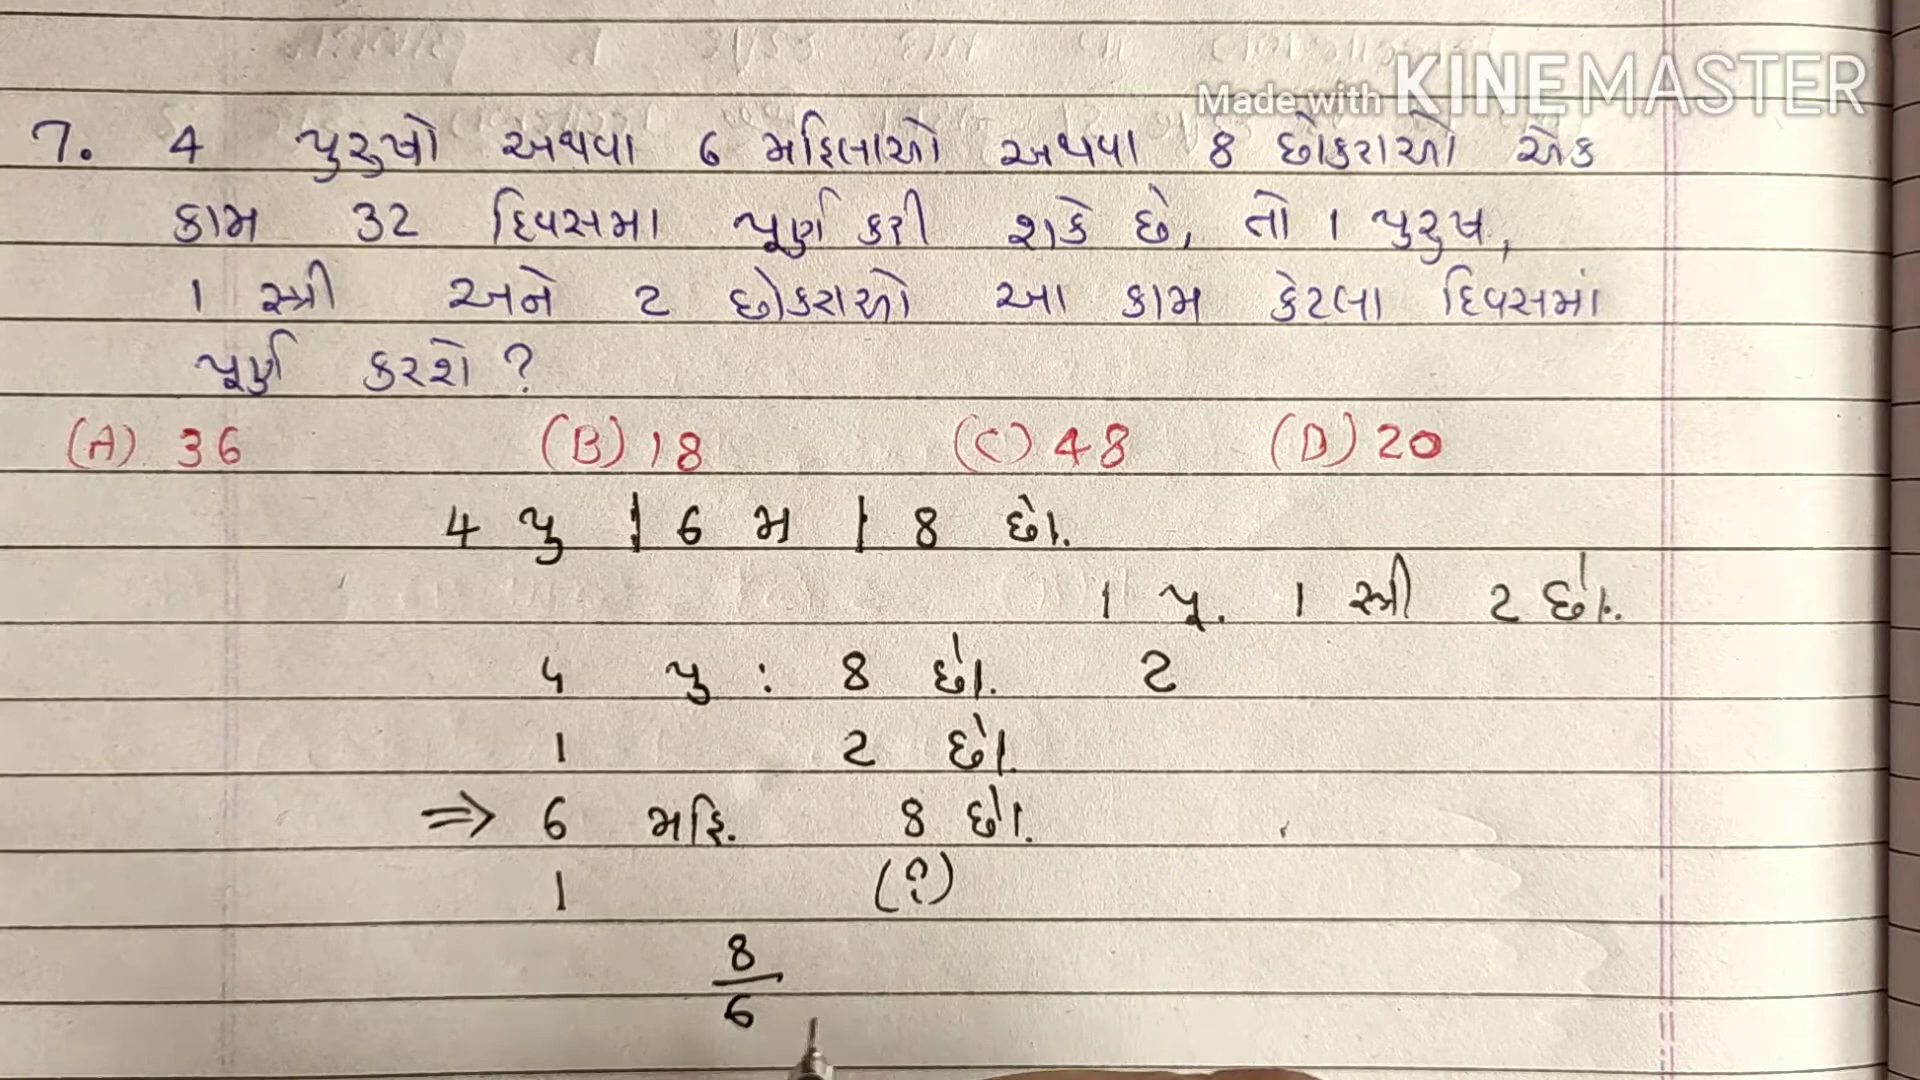 Made with KINEMASTER
7. 4 પુરુષો અથવા 6 મહિલાઓ અથવા 8 છોકરાઓ એક
કામ 32 દિવસમા પૂર્ણ કરી શકે છે, તો 1 પુરુષ,
1 સ્ત્રી અને 2 છોકરાઓ આ કામ કેટલા દિવસમાં
પૂર્ણ કરશે ?
(A) 36 (B) 18 (C) 48 (D) 20
4 પુ | 6 મ | 8 છો.
1 પૂ. 1 સ્ત્રી 2 છો.
4 પુ : 8 છો. 2
1 2 છો.
⇒ 6 મહિ. 8 છો.
1 (?)
8
6